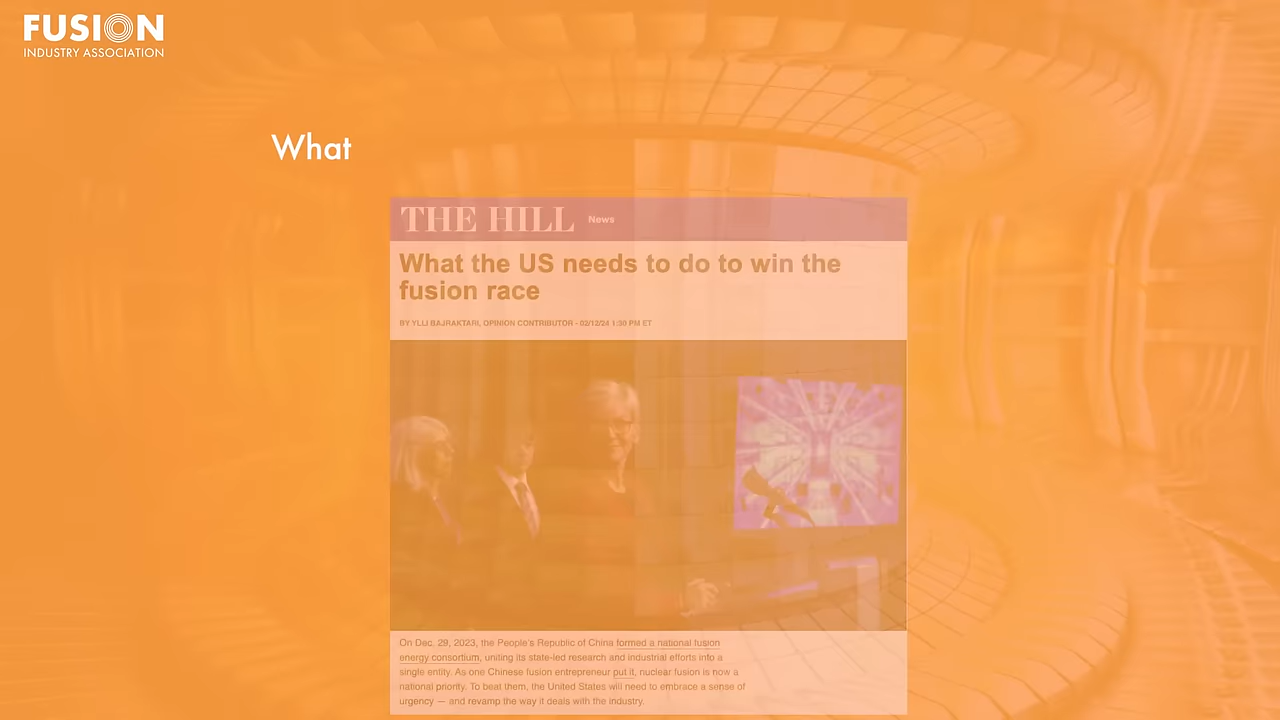 FUSION
INDUSTRY ASSOCIATION
What
THE HILL News
What the US needs to do to win the
fusion race
BY YLLI BAJRAKTARI, OPINION CONTRIBUTOR - 02/12/24 1:30 PM ET
On Dec. 29, 2023, the People's Republic of China formed a national fusion
energy consortium, uniting its state-led research and industrial efforts into a
single entity. As one Chinese fusion entrepreneur put it, nuclear fusion is now a
national priority. To beat them, the United States will need to embrace a sense of
urgency — and revamp the way it deals with the industry.